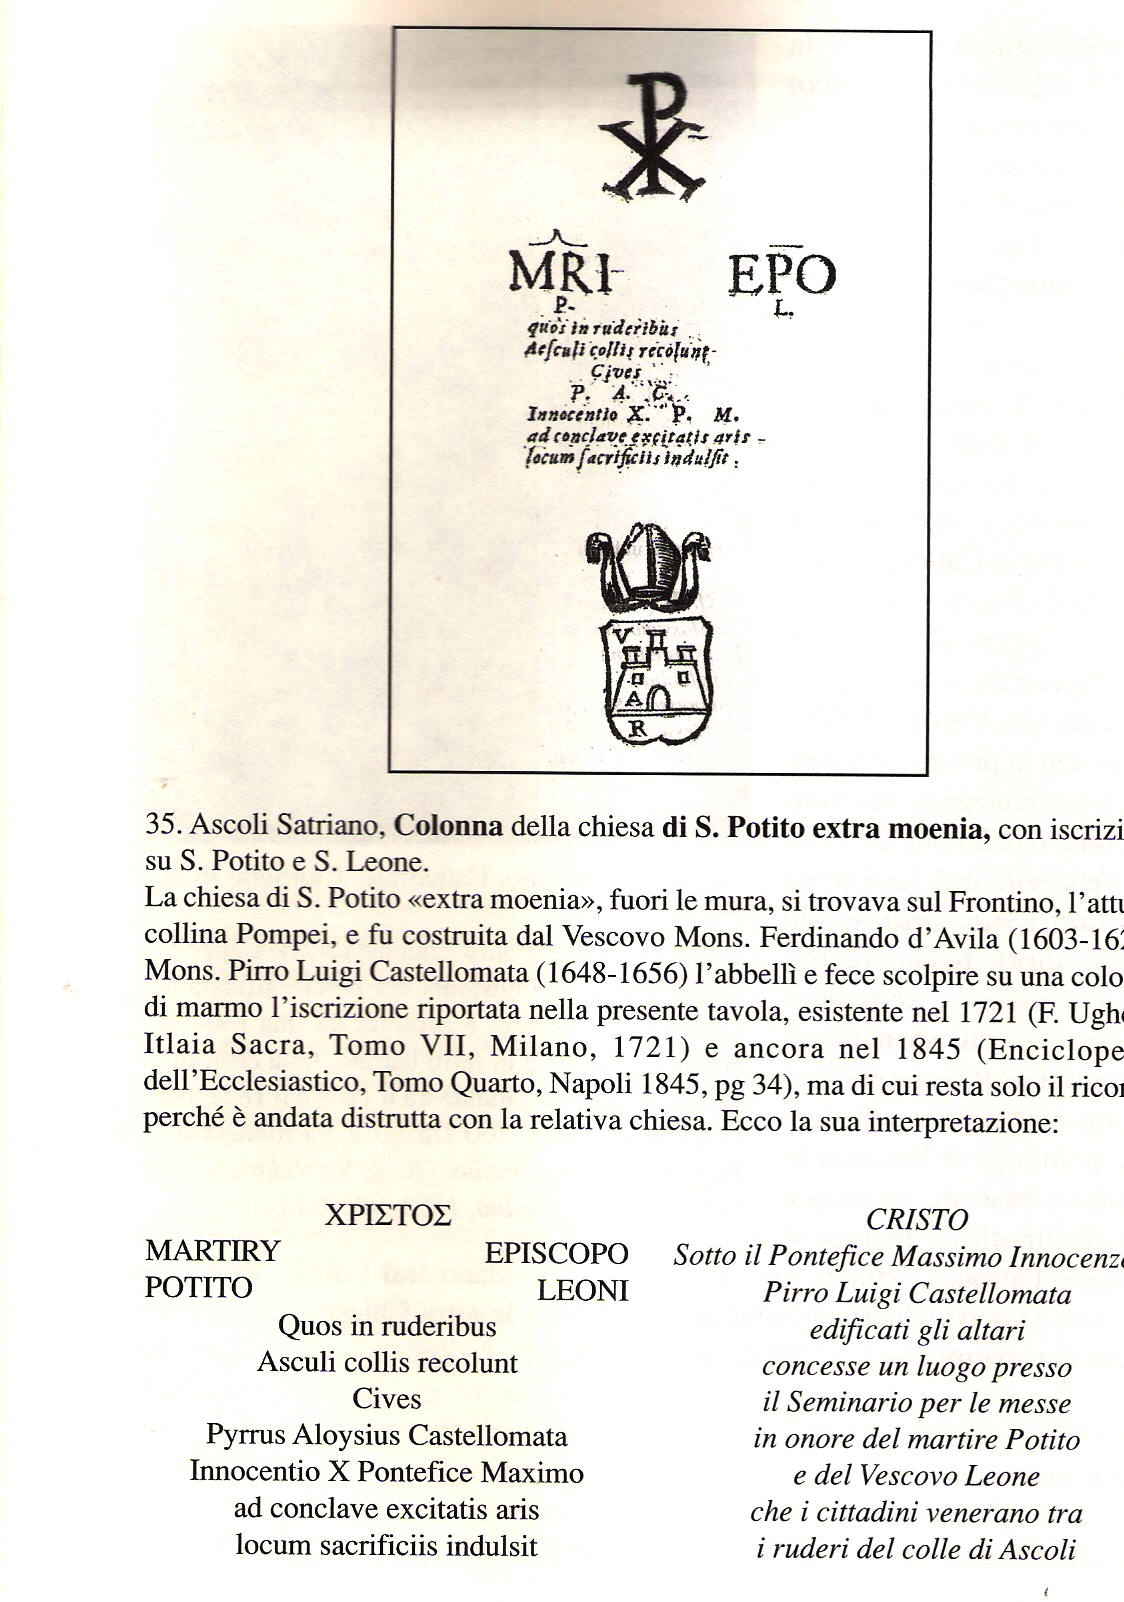 ☧
MRI EPO
P. L.
quos in ruderibus
Aesculi collis recolunt
Cives
P. A. C.
Innocentio X. P. M.
ad conclave excitatis aris
locum sacrificiis indulsit.
V
A
R
35. Ascoli Satriano, Colonna della chiesa di S. Potito extra moenia, con iscrizi
su S. Potito e S. Leone.
La chiesa di S. Potito «extra moenia», fuori le mura, si trovava sul Frontino, l'attu
collina Pompei, e fu costruita dal Vescovo Mons. Ferdinando d'Avila (1603-162
Mons. Pirro Luigi Castellomata (1648-1656) l'abbellì e fece scolpire su una colo
di marmo l'iscrizione riportata nella presente tavola, esistente nel 1721 (F. Ughe
Itlaia Sacra, Tomo VII, Milano, 1721) e ancora nel 1845 (Enciclope
dell'Ecclesiastico, Tomo Quarto, Napoli 1845, pg 34), ma di cui resta solo il ricor
perché è andata distrutta con la relativa chiesa. Ecco la sua interpretazione:
ΧΡΙΣΤΟΣ
MARTIRY EPISCOPO
POTITO LEONI
Quos in ruderibus
Asculi collis recolunt
Cives
Pyrrus Aloysius Castellomata
Innocentio X Pontefice Maximo
ad conclave excitatis aris
locum sacrificiis indulsit
CRISTO
Sotto il Pontefice Massimo Innocenzo
Pirro Luigi Castellomata
edificati gli altari
concesse un luogo presso
il Seminario per le messe
in onore del martire Potito
e del Vescovo Leone
che i cittadini venerano tra
i ruderi del colle di Ascoli